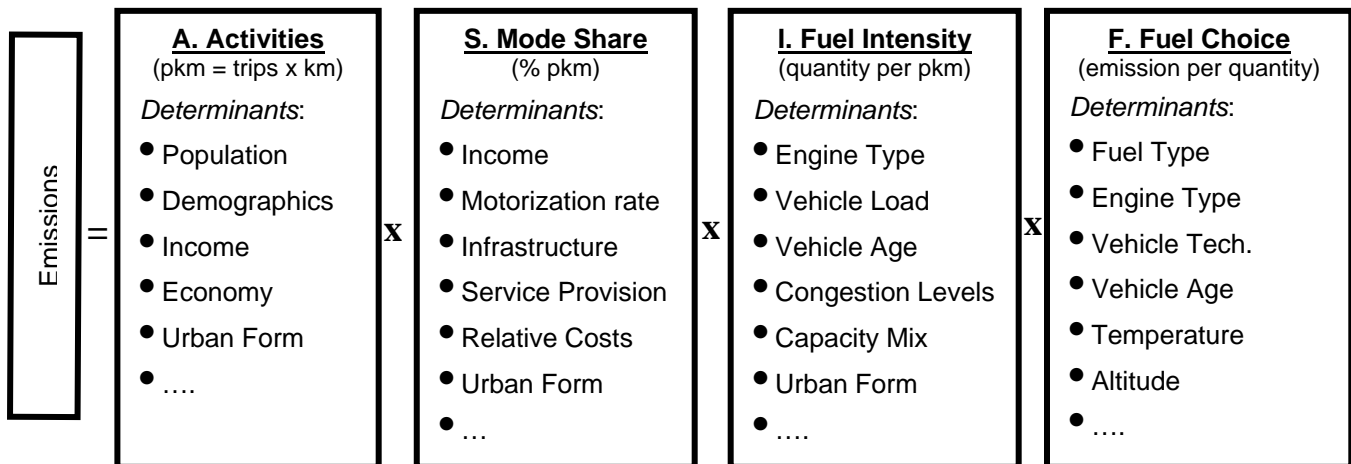 Emissions
=
A. Activities
(pkm = trips x km)
Determinants:
• Population
• Demographics
• Income
• Economy
• Urban Form
• ….
x
S. Mode Share
(% pkm)
Determinants:
• Income
• Motorization rate
• Infrastructure
• Service Provision
• Relative Costs
• Urban Form
• …
x
I. Fuel Intensity
(quantity per pkm)
Determinants:
• Engine Type
• Vehicle Load
• Vehicle Age
• Congestion Levels
• Capacity Mix
• Urban Form
• ….
x
F. Fuel Choice
(emission per quantity)
Determinants:
• Fuel Type
• Engine Type
• Vehicle Tech.
• Vehicle Age
• Temperature
• Altitude
• ….